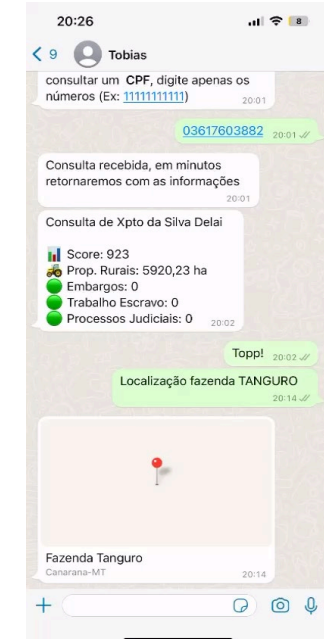 20:26
8
9
Tobias
consultar um CPF, digite apenas os
números (Ex: 11111111111)
20:01
03617603882 20:01
Consulta recebida, em minutos
retornaremos com as informações
20:01
Consulta de Xpto da Silva Delai
Score: 923
Prop. Rurais: 5920,23 ha
Embargos: 0
Trabalho Escravo: 0
Processos Judiciais: 0 20:02
Topp! 20:02
Localização fazenda TANGURO
20:14
Fazenda Tanguro
Canarana-MT 20:14